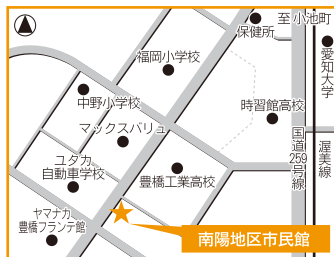 至 小池町
保健所
愛知大学
福岡小学校
中野小学校
時習館高校
マックスバリュ
国道259号線
渥美線
ユタカ
自動車学校
豊橋工業高校
ヤマナカ
豊橋フランテ館
南陽地区市民館